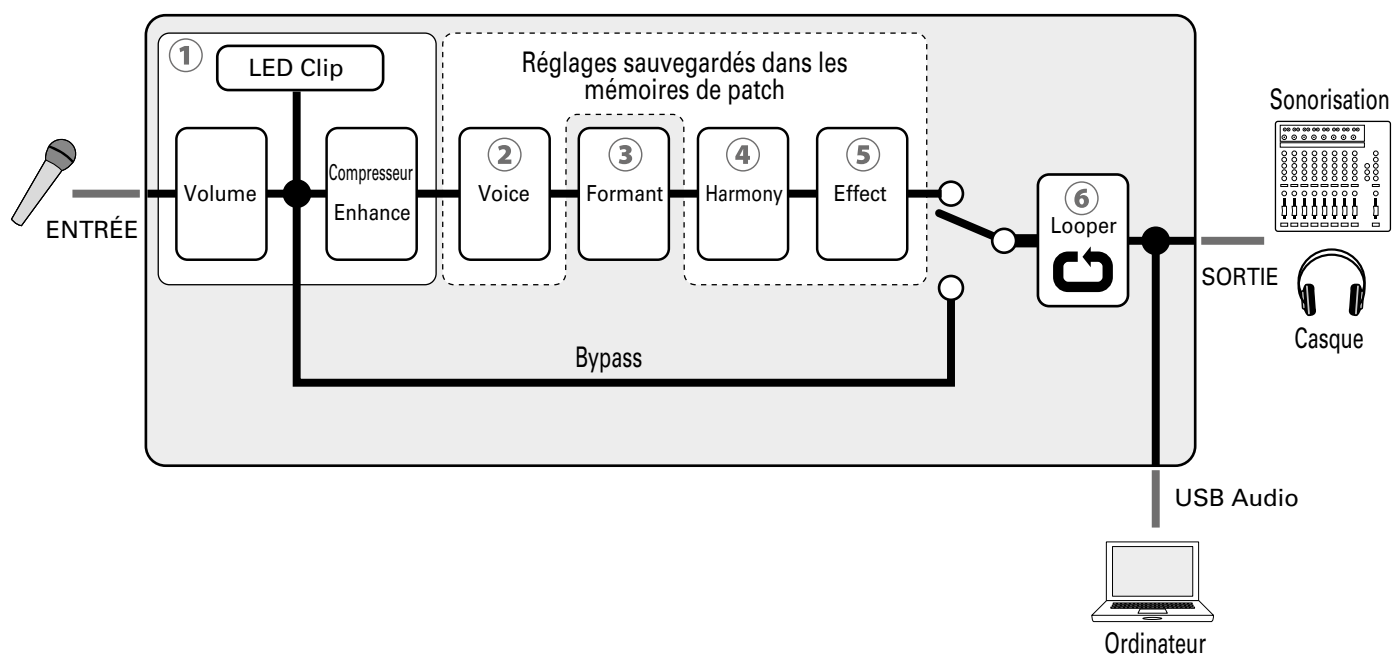 ①
LED Clip
Réglages sauvegardés dans les
mémoires de patch
Sonorisation
Volume
Compresseur
Enhance
②
Voice
③
Formant
④
Harmony
⑤
Effect
⑥
Looper
ENTRÉE
SORTIE
Casque
Bypass
USB Audio
Ordinateur